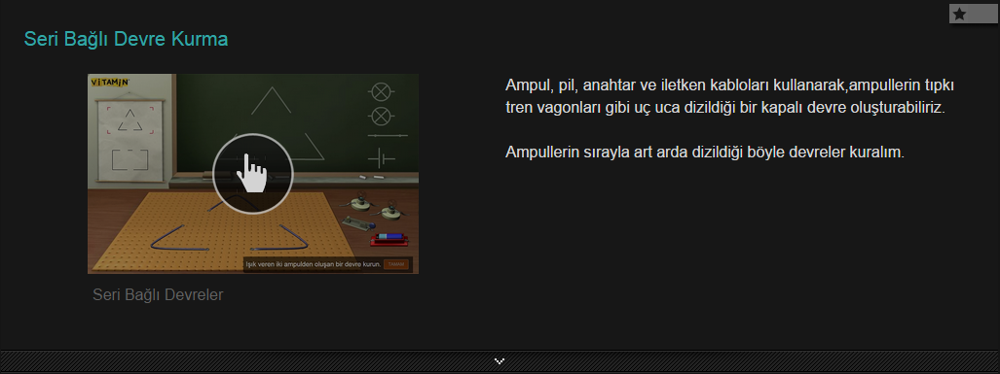 Seri Bağlı Devre Kurma
VİTAMİN
Ampul, pil, anahtar ve iletken kabloları kullanarak,ampullerin tıpkı
tren vagonları gibi uç uca dizildiği bir kapalı devre oluşturabiliriz.
Ampullerin sırayla art arda dizildiği böyle devreler kuralım.
Işık veren iki ampulden oluşan bir devre kurun.
TAMAM
Seri Bağlı Devreler